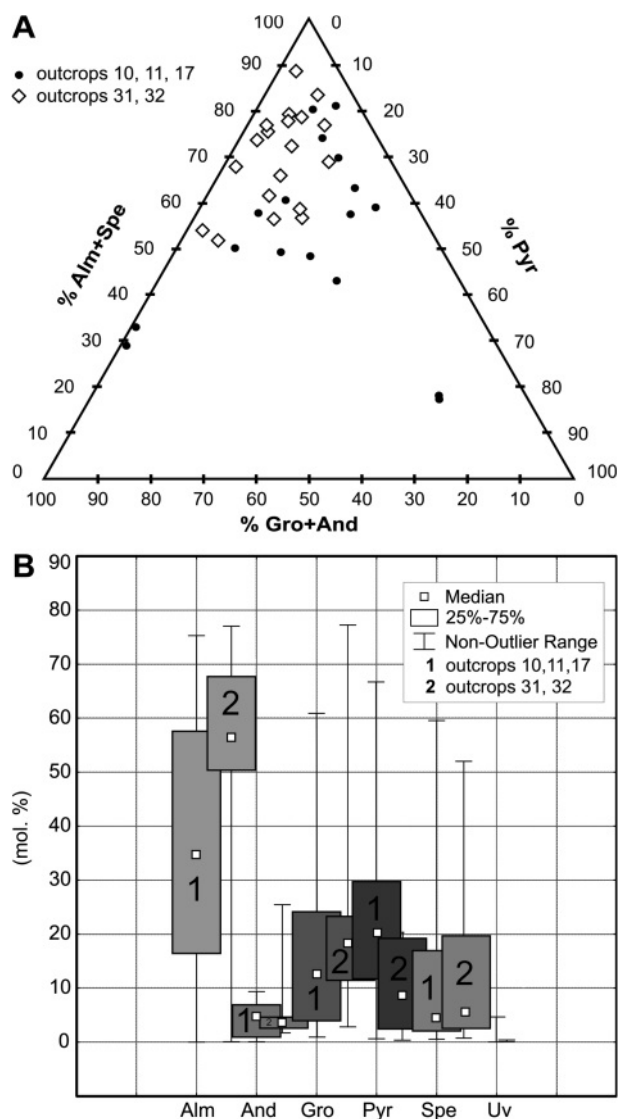 A
100 0
● outcrops 10, 11, 17
◇ outcrops 31, 32
90 10
80 20
70 30
60 40
50 50
40 60
30 70
20 80
10 90
0 100
% Alm+Spe
% Pyr
100 90 80 70 60 50 40 30 20 10 0
% Gro+And
B
90
80
70
60
50
40
30
20
10
0
(mol. %)
Median
25%-75%
Non-Outlier Range
1 outcrops 10,11,17
2 outcrops 31, 32
1 2 1 2 1 2 1 2 1 2
Alm And Gro Pyr Spe Uv